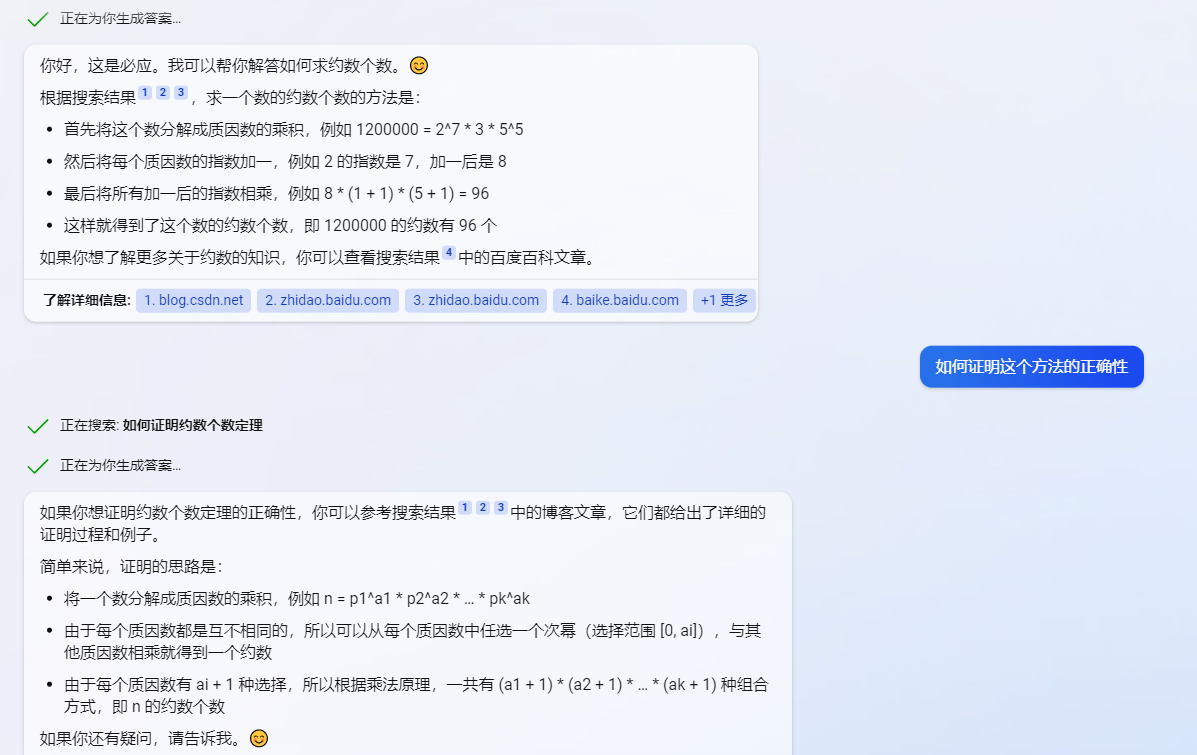 正在为你生成答案...
你好，这是必应。我可以帮你解答如何求约数个数。😊
根据搜索结果1 2 3，求一个数的约数个数的方法是：
• 首先将这个数分解成质因数的乘积，例如 1200000 = 2^7 * 3 * 5^5
• 然后将每个质因数的指数加一，例如 2 的指数是 7，加一后是 8
• 最后将所有加一后的指数相乘，例如 8 * (1 + 1) * (5 + 1) = 96
• 这样就得到了这个数的约数个数，即 1200000 的约数有 96 个
如果你想了解更多关于约数的知识，你可以查看搜索结果4中的百度百科文章。
了解详细信息: 1. blog.csdn.net 2. zhidao.baidu.com 3. zhidao.baidu.com 4. baike.baidu.com +1 更多
如何证明这个方法的正确性
正在搜索: 如何证明约数个数定理
正在为你生成答案...
如果你想证明约数个数定理的正确性，你可以参考搜索结果1 2 3中的博客文章，它们都给出了详细的
证明过程和例子。
简单来说，证明的思路是：
• 将一个数分解成质因数的乘积，例如 n = p1^a1 * p2^a2 * ... * pk^ak
• 由于每个质因数都是互不相同的，所以可以从每个质因数中任选一个次幂（选择范围 [0, ai]），与其
他质因数相乘就得到一个约数
• 由于每个质因数有 ai + 1 种选择，所以根据乘法原理，一共有 (a1 + 1) * (a2 + 1) * ... * (ak + 1) 种组合
方式，即 n 的约数个数
如果你还有疑问，请告诉我。😊